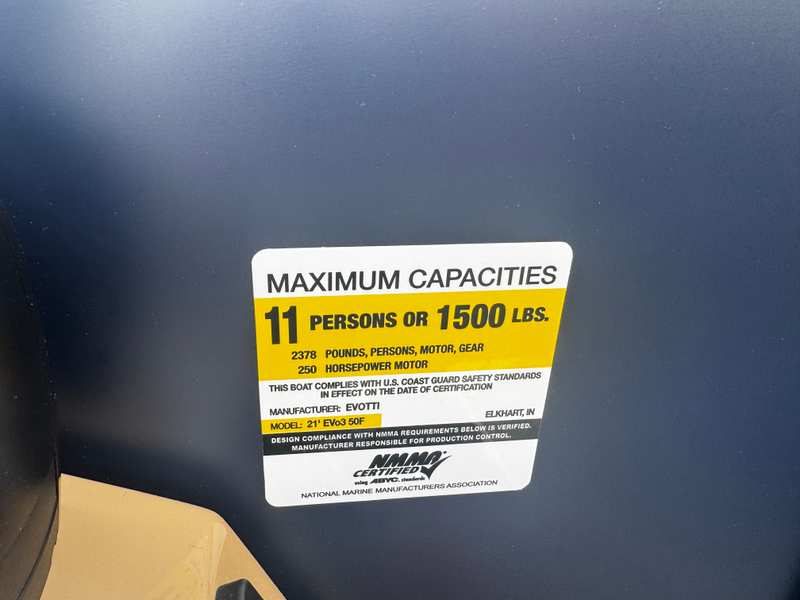 MAXIMUM CAPACITIES
11 PERSONS OR 1500 LBS.
2378 POUNDS, PERSONS, MOTOR, GEAR
250 HORSEPOWER MOTOR
THIS BOAT COMPLIES WITH U.S. COAST GUARD SAFETY STANDARDS
IN EFFECT ON THE DATE OF CERTIFICATION
MANUFACTURER: EVOTTI ELKHART, IN
MODEL: 21' EVo3 50F
DESIGN COMPLIANCE WITH NMMA REQUIREMENTS BELOW IS VERIFIED.
MANUFACTURER RESPONSIBLE FOR PRODUCTION CONTROL.
NMMA
CERTIFIED
using ABYC. standards
NATIONAL MARINE MANUFACTURERS ASSOCIATION